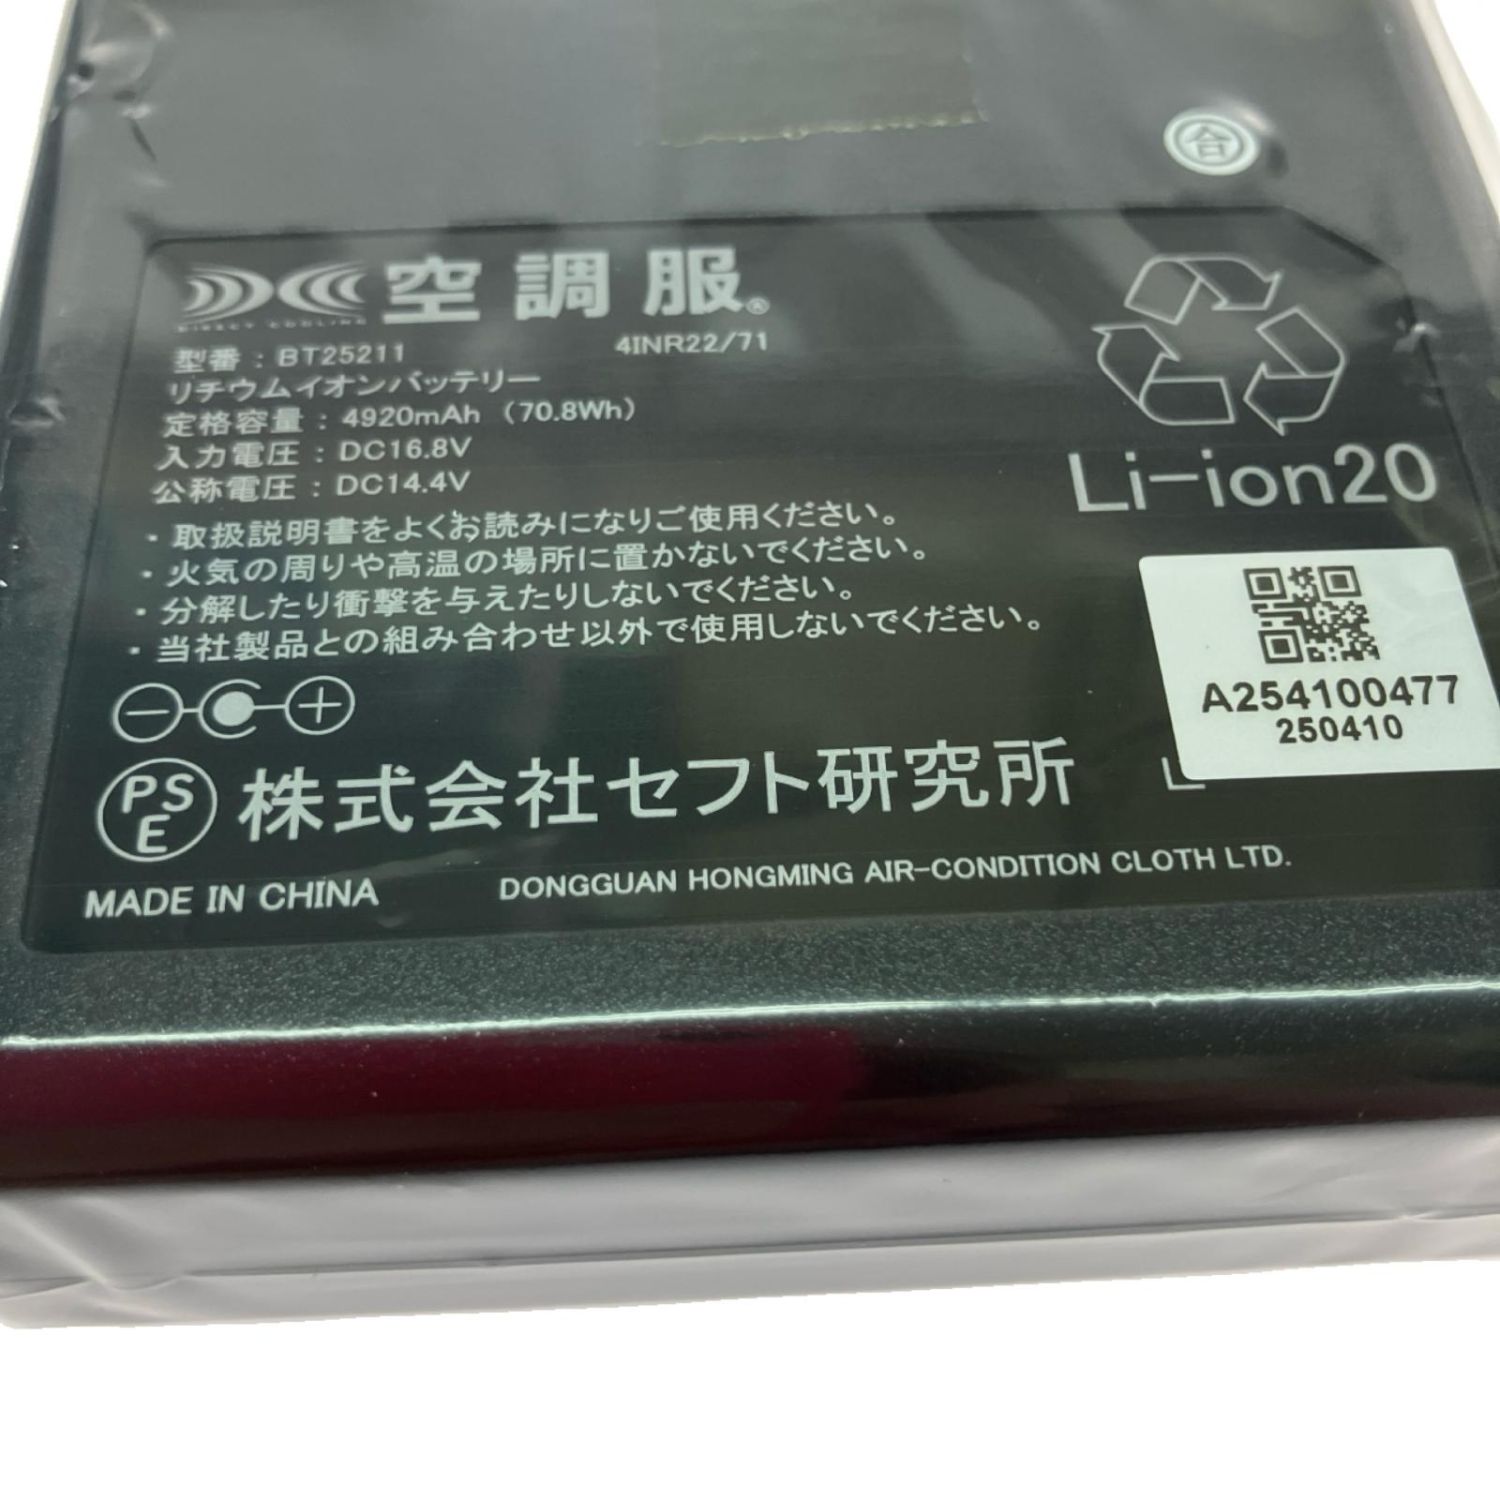 合
空調服®
DIRECT COOLING
型番：BT25211
4INR22/71
リチウムイオンバッテリー
定格容量：4920mAh（70.8Wh）
入力電圧：DC16.8V
公称電圧：DC14.4V
Li-ion20
・取扱説明書をよくお読みになりご使用ください。
・火気の周りや高温の場所に置かないでください。
・分解したり衝撃を与えたりしないでください。
・当社製品との組み合わせ以外で使用しないでください。
A254100477
250410
PSE
株式会社セフト研究所
MADE IN CHINA
DONGGUAN HONGMING AIR-CONDITION CLOTH LTD.